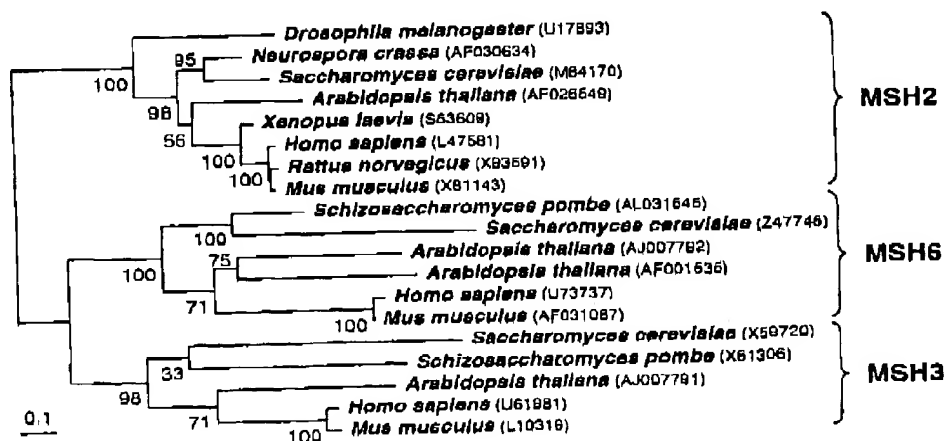 Drosophila melanogaster (U17893)
Neurospora crassa (AF030634)
95
Saccharomyces cerevisiae (M84170)
100
Arabidopsis thaliana (AF026549)
98
MSH2
Xenopus laevis (S53609)
56
Homo sapiens (L47581)
100
Rattus norvegicus (X93591)
100
Mus musculus (X81143)
Schizosaccharomyces pombe (AL031545)
Saccharomyces cerevisiae (Z47746)
100
Arabidopsis thaliana (AJ007792)
75
100
MSH6
Arabidopsis thaliana (AF001535)
Homo sapiens (U73737)
71
Mus musculus (AF031087)
100
Saccharomyces cerevisiae (X59720)
Schizosaccharomyces pombe (X61306)
33
MSH3
Arabidopsis thaliana (AJ007791)
98
Homo sapiens (U61981)
71
0.1
Mus musculus (L10319)
100